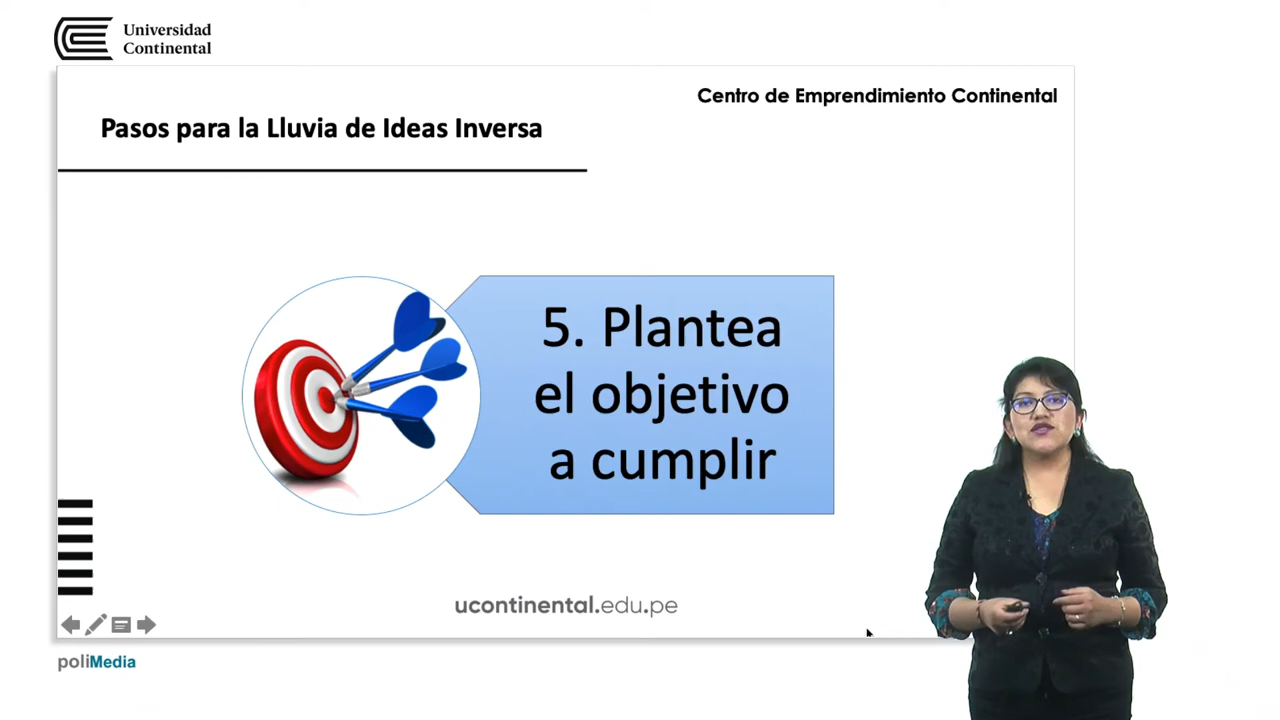 Universidad
Continental
Centro de Emprendimiento Continental
Pasos para la Lluvia de Ideas Inversa
5. Plantea
el objetivo
a cumplir
ucontinental.edu.pe
poliMedia